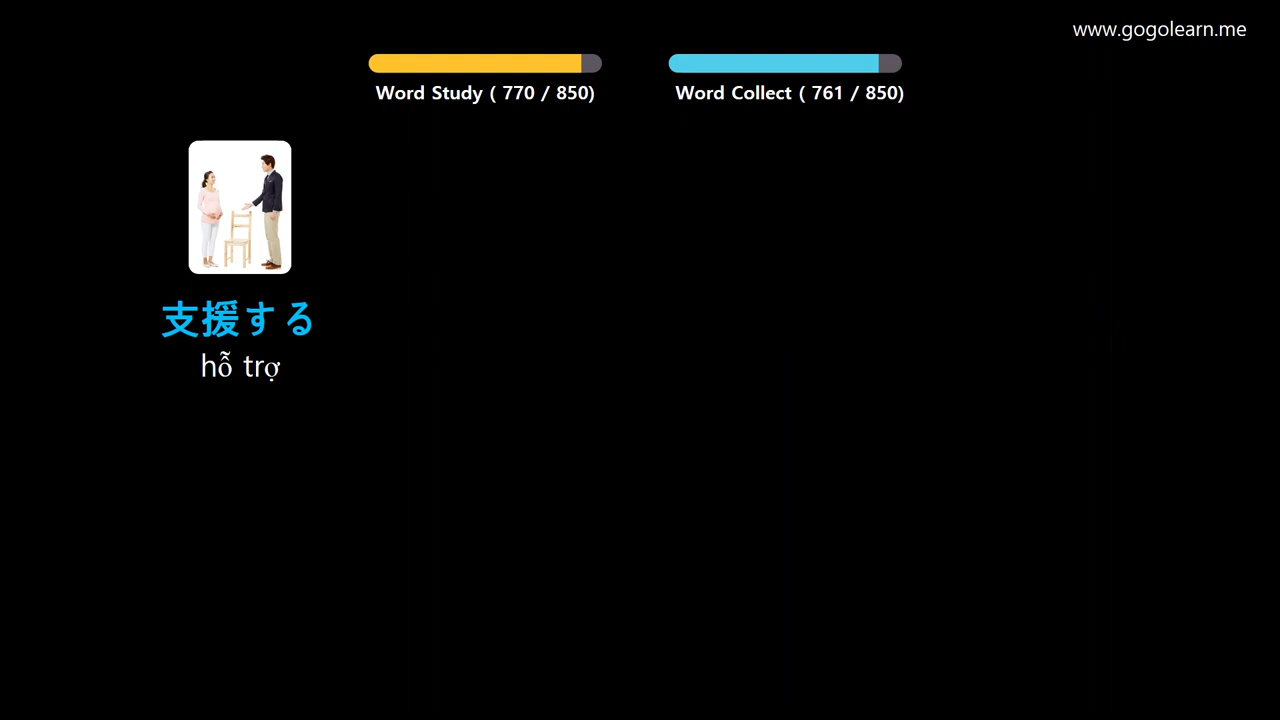 www.gogolearn.me
Word Study ( 770 / 850)
Word Collect ( 761 / 850)
支援する
hỗ trợ